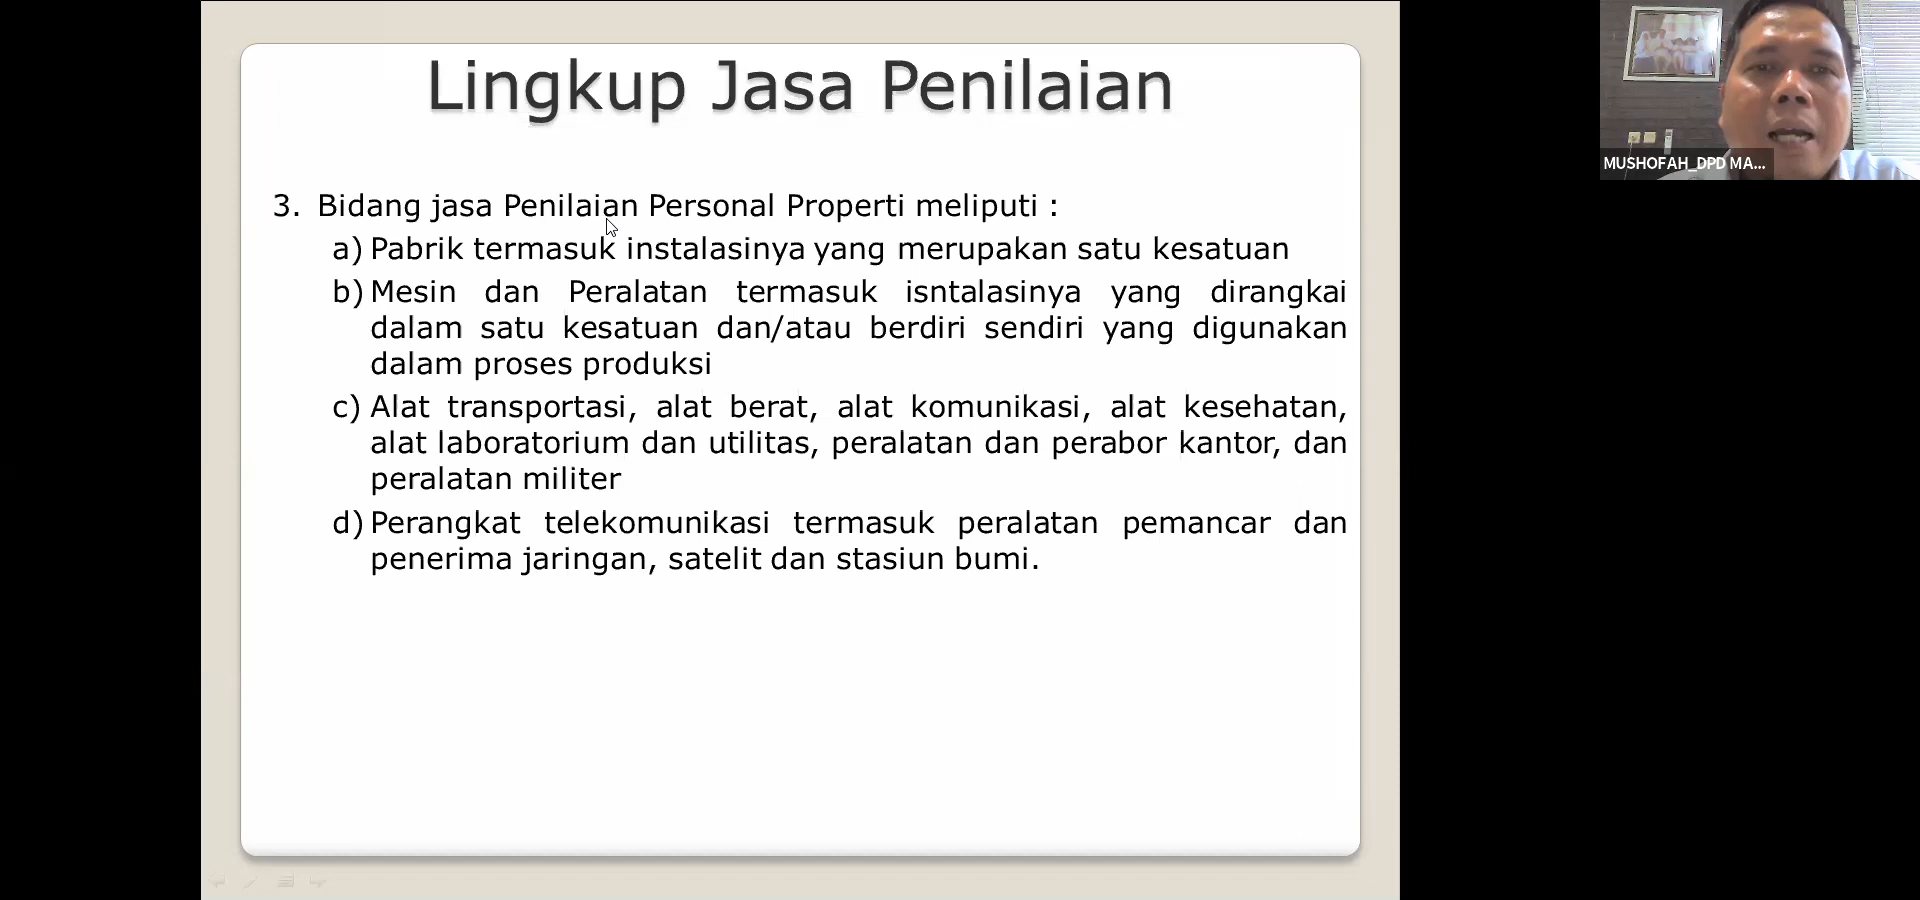 Lingkup Jasa Penilaian
3. Bidang jasa Penilaian Personal Properti meliputi :
a) Pabrik termasuk instalasinya yang merupakan satu kesatuan
b) Mesin dan Peralatan termasuk isntalasinya yang dirangkai
dalam satu kesatuan dan/atau berdiri sendiri yang digunakan
dalam proses produksi
c) Alat transportasi, alat berat, alat komunikasi, alat kesehatan,
alat laboratorium dan utilitas, peralatan dan perabor kantor, dan
peralatan militer
d) Perangkat telekomunikasi termasuk peralatan pemancar dan
penerima jaringan, satelit dan stasiun bumi.
MUSHOFAH_DPD MA...